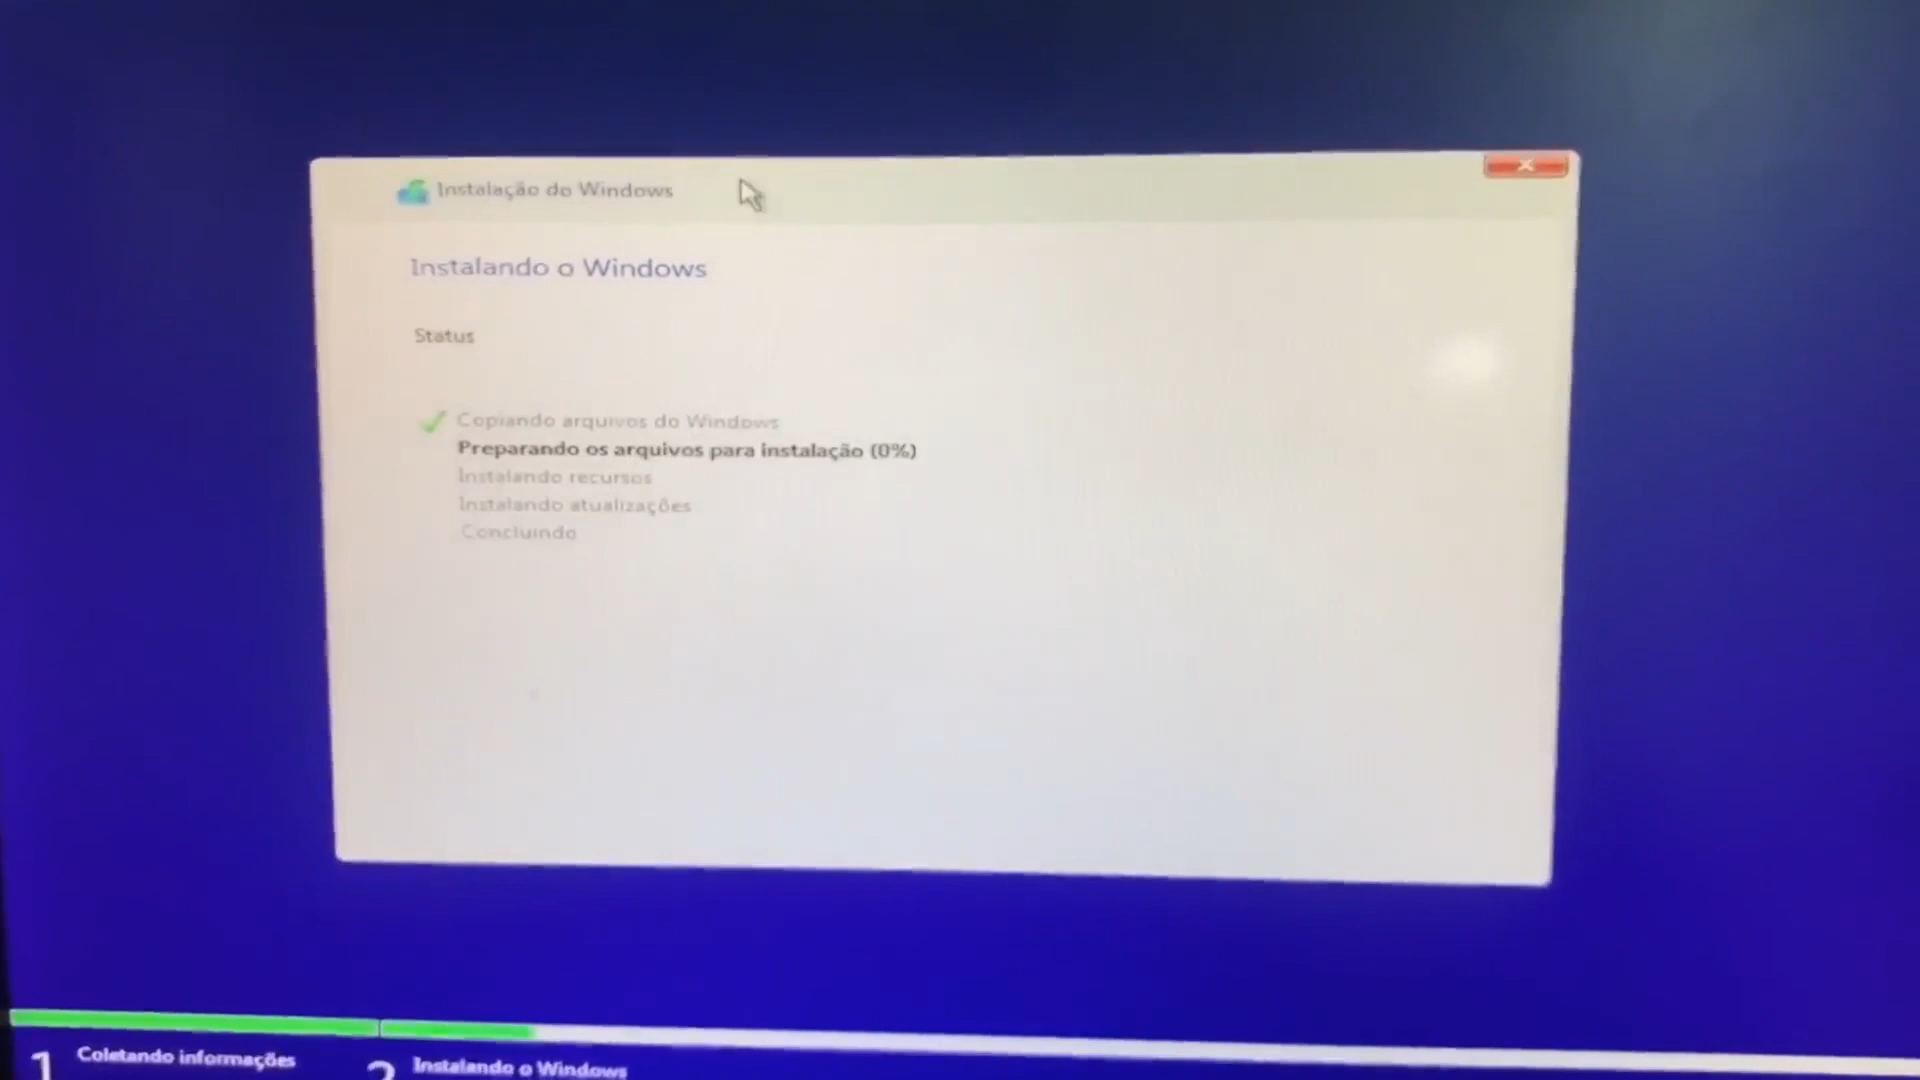 Instalação do Windows
Instalando o Windows
Status
Copiando arquivos do Windows
Preparando os arquivos para instalação (0%)
Instalando recursos
Instalando atualizações
Concluindo
1 Coletando informações
2 Instalando o Windows